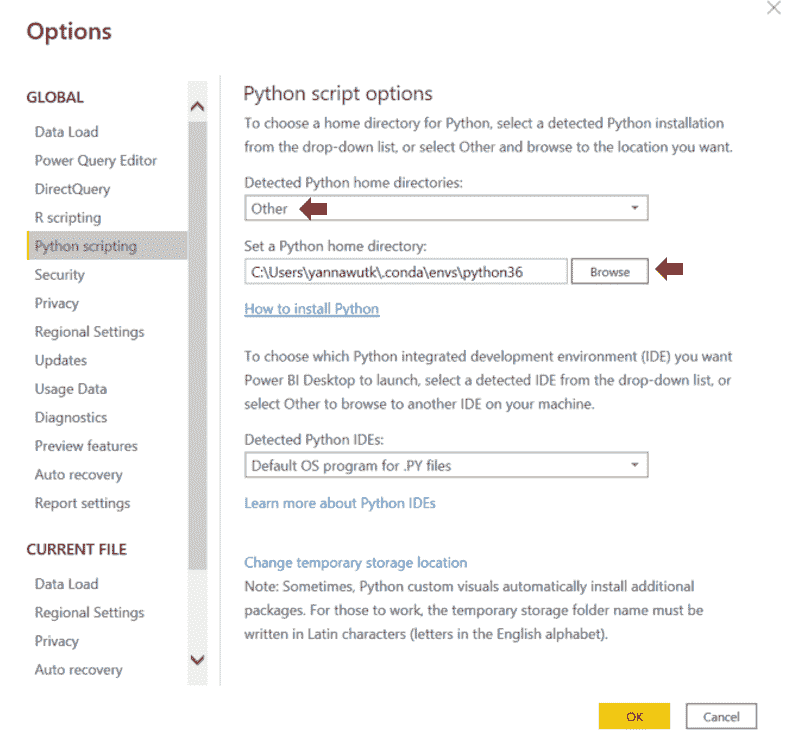 Options
GLOBAL
Data Load
Power Query Editor
DirectQuery
R scripting
Python scripting
Security
Privacy
Regional Settings
Updates
Usage Data
Diagnostics
Preview features
Auto recovery
Report settings
CURRENT FILE
Data Load
Regional Settings
Privacy
Auto recovery
Python script options
To choose a home directory for Python, select a detected Python installation
from the drop-down list, or select Other and browse to the location you want.
Detected Python home directories:
Other
Set a Python home directory:
C:\Users\yannawutk\.conda\envs\python36
Browse
How to install Python
To choose which Python integrated development environment (IDE) you want
Power BI Desktop to launch, select a detected IDE from the drop-down list, or
select Other to browse to another IDE on your machine.
Detected Python IDEs:
Default OS program for .PY files
Learn more about Python IDEs
Change temporary storage location
Note: Sometimes, Python custom visuals automatically install additional
packages. For those to work, the temporary storage folder name must be
written in Latin characters (letters in the English alphabet).
OK
Cancel